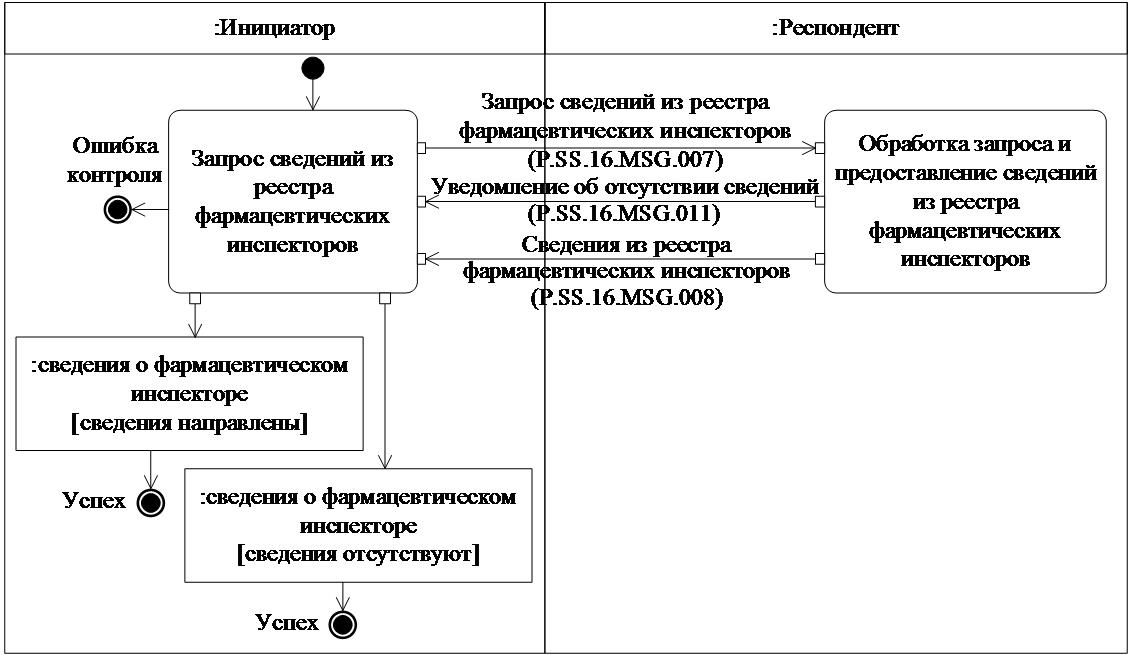 :Инициатор
:Респондент
Ошибка
контроля
Запрос сведений из
реестра
фармацевтических
инспекторов
Запрос сведений из реестра
фармацевтических инспекторов
(P.SS.16.MSG.007)
Уведомление об отсутствии сведений
(P.SS.16.MSG.011)
Сведения из реестра
фармацевтических инспекторов
(P.SS.16.MSG.008)
Обработка запроса и
предоставление сведений
из реестра
фармацевтических
инспекторов
:сведения о фармацевтическом
инспекторе
[сведения направлены]
Успех
:сведения о фармацевтическом
инспекторе
[сведения отсутствуют]
Успех